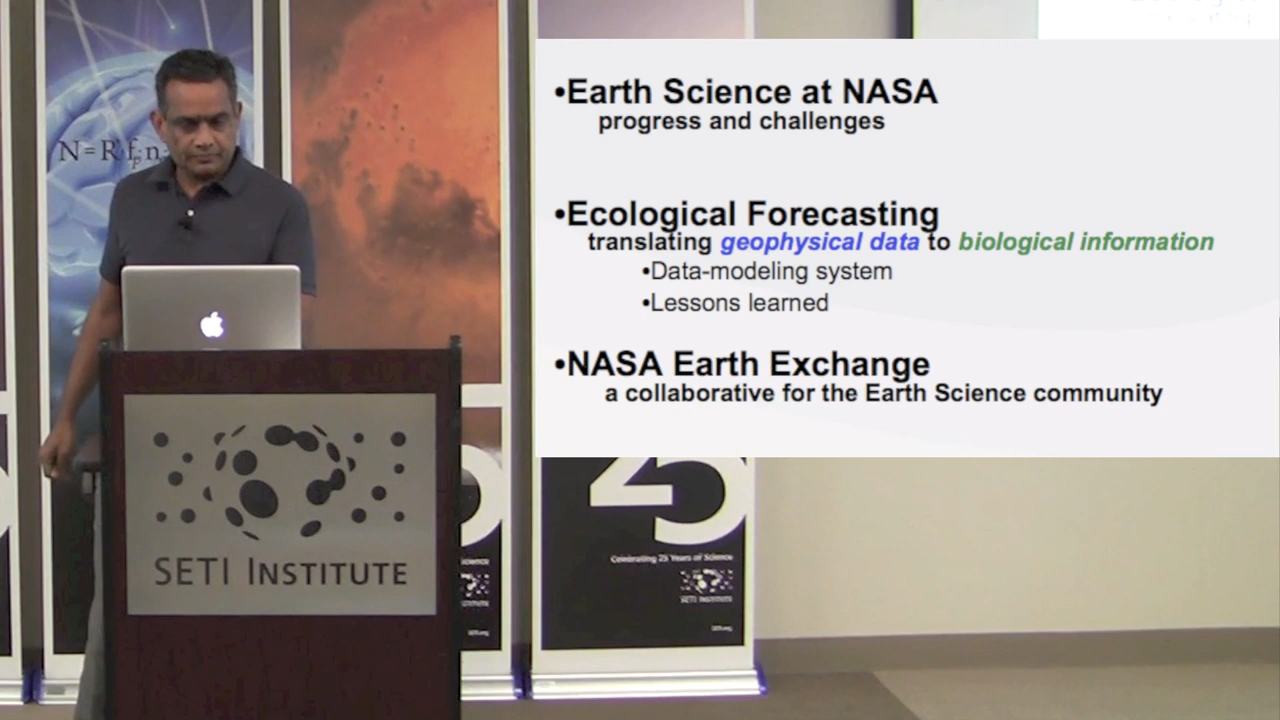 •Earth Science at NASA
progress and challenges
•Ecological Forecasting
translating geophysical data to biological information
•Data-modeling system
•Lessons learned
•NASA Earth Exchange
a collaborative for the Earth Science community
N=R f n
SETI INSTITUTE
25
Celebrating 25 Years of Science
SETI INSTITUTE